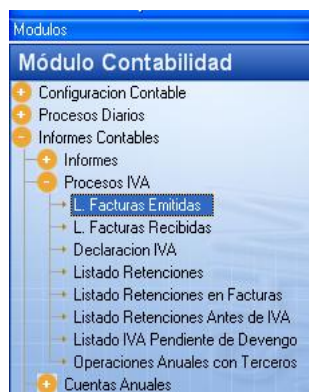 Modulos
Módulo Contabilidad
Configuracion Contable
Procesos Diarios
Informes Contables
Informes
Procesos IVA
L. Facturas Emitidas
L. Facturas Recibidas
Declaracion IVA
Listado Retenciones
Listado Retenciones en Facturas
Listado Retenciones Antes de IVA
Listado IVA Pendiente de Devengo
Operaciones Anuales con Terceros
Cuentas Anuales